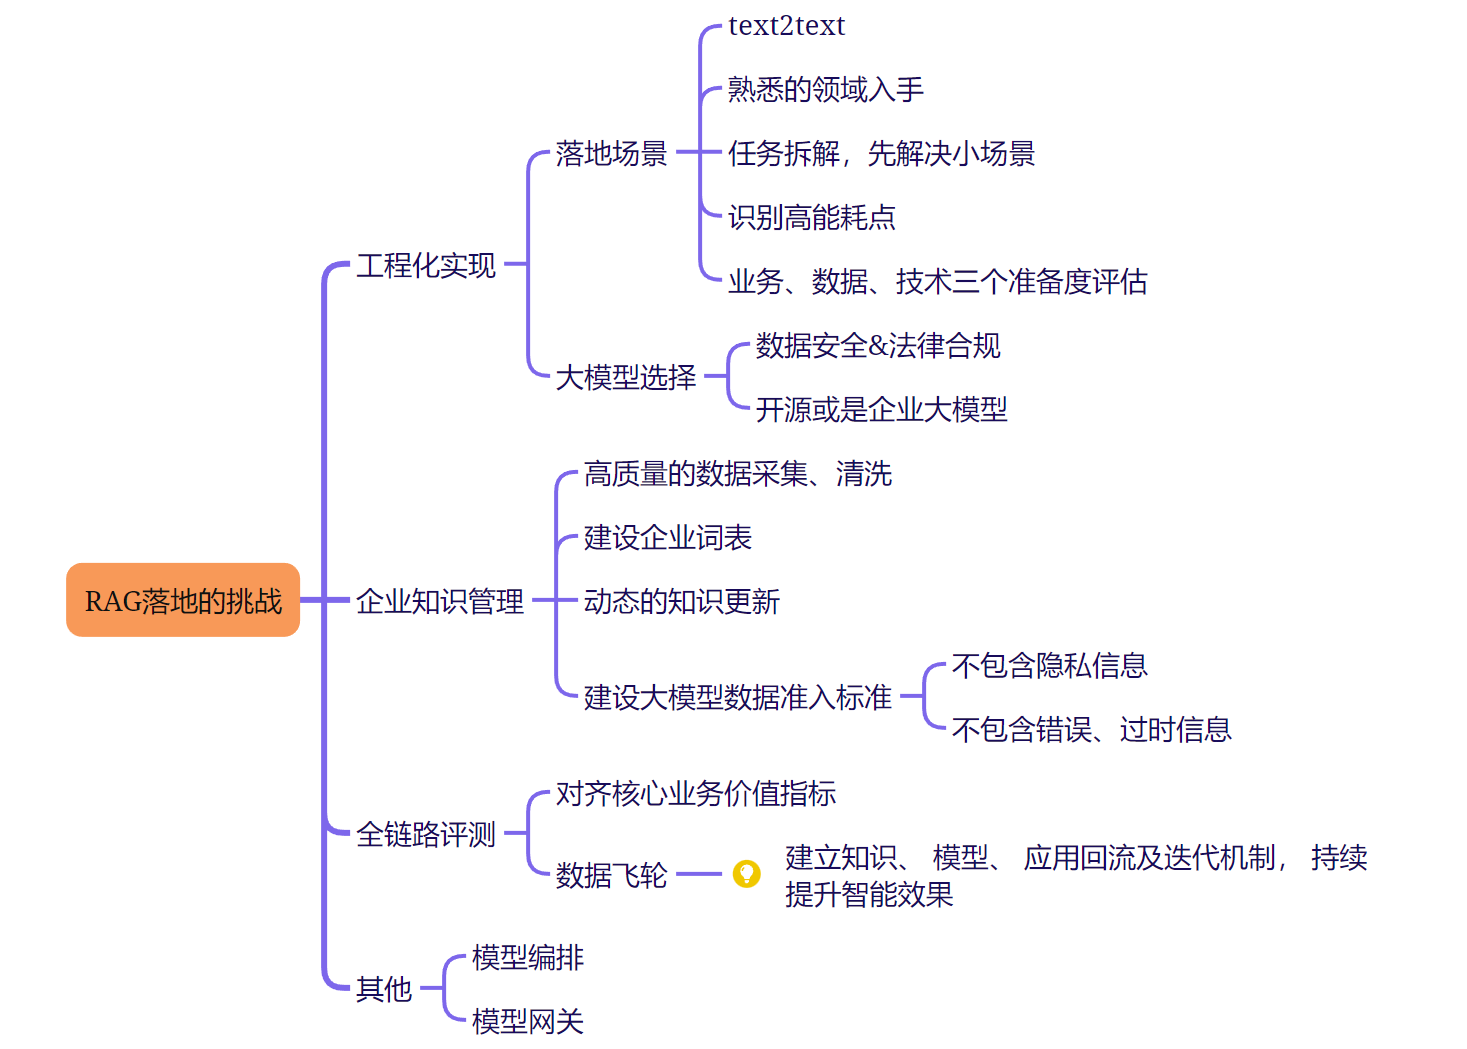 text2text
熟悉的领域入手
落地场景
任务拆解，先解决小场景
识别高能耗点
工程化实现
业务、数据、技术三个准备度评估
数据安全&法律合规
大模型选择
开源或是企业大模型
高质量的数据采集、清洗
建设企业词表
RAG落地的挑战
企业知识管理
动态的知识更新
不包含隐私信息
建设大模型数据准入标准
不包含错误、过时信息
对齐核心业务价值指标
全链路评测
数据飞轮
建立知识、 模型、 应用回流及迭代机制， 持续
提升智能效果
模型编排
其他
模型网关